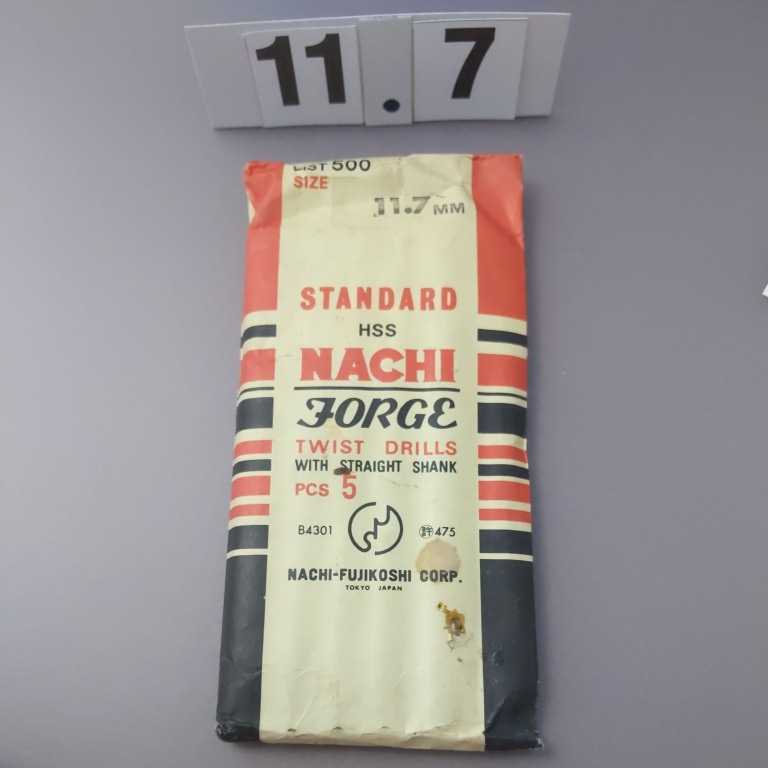 11.7
LIST 500
SIZE
11.7 MM
STANDARD
HSS
NACHI
FORGE
TWIST DRILLS
WITH STRAIGHT SHANK
PCS 5
B4301
許 475
NACHI-FUJIKOSHI CORP.
TOKYO JAPAN